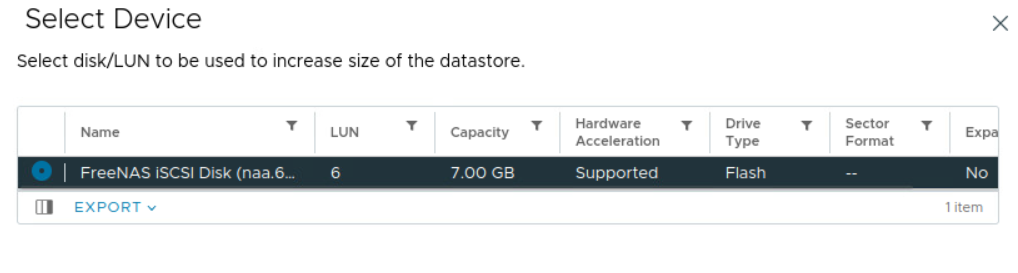 Select Device
Select disk/LUN to be used to increase size of the datastore.
Name LUN Capacity Hardware Acceleration Drive Type Sector Format Expa
FreeNAS iSCSI Disk (naa.6... 6 7.00 GB Supported Flash -- No
EXPORT 1 item